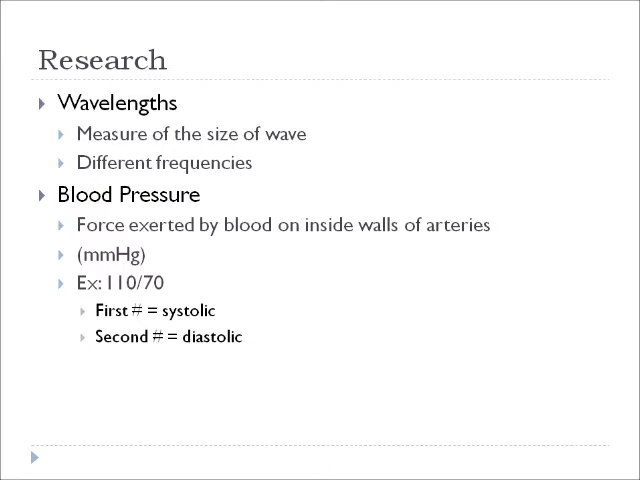 Research
Wavelengths
Measure of the size of wave
Different frequencies
Blood Pressure
Force exerted by blood on inside walls of arteries
(mmHg)
Ex: 110/70
First # = systolic
Second # = diastolic